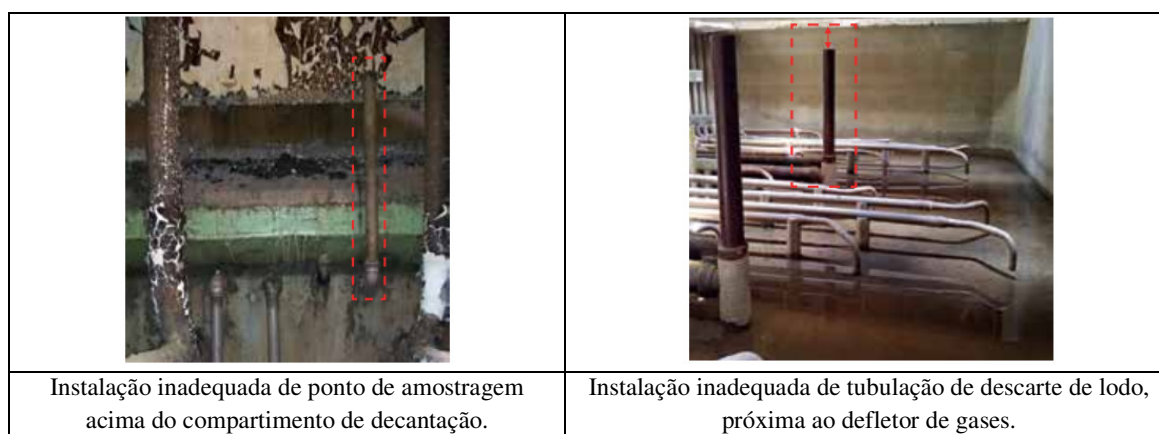 Instalação inadequada de ponto de amostragem
acima do compartimento de decantação.
Instalação inadequada de tubulação de descarte de lodo,
próxima ao defletor de gases.